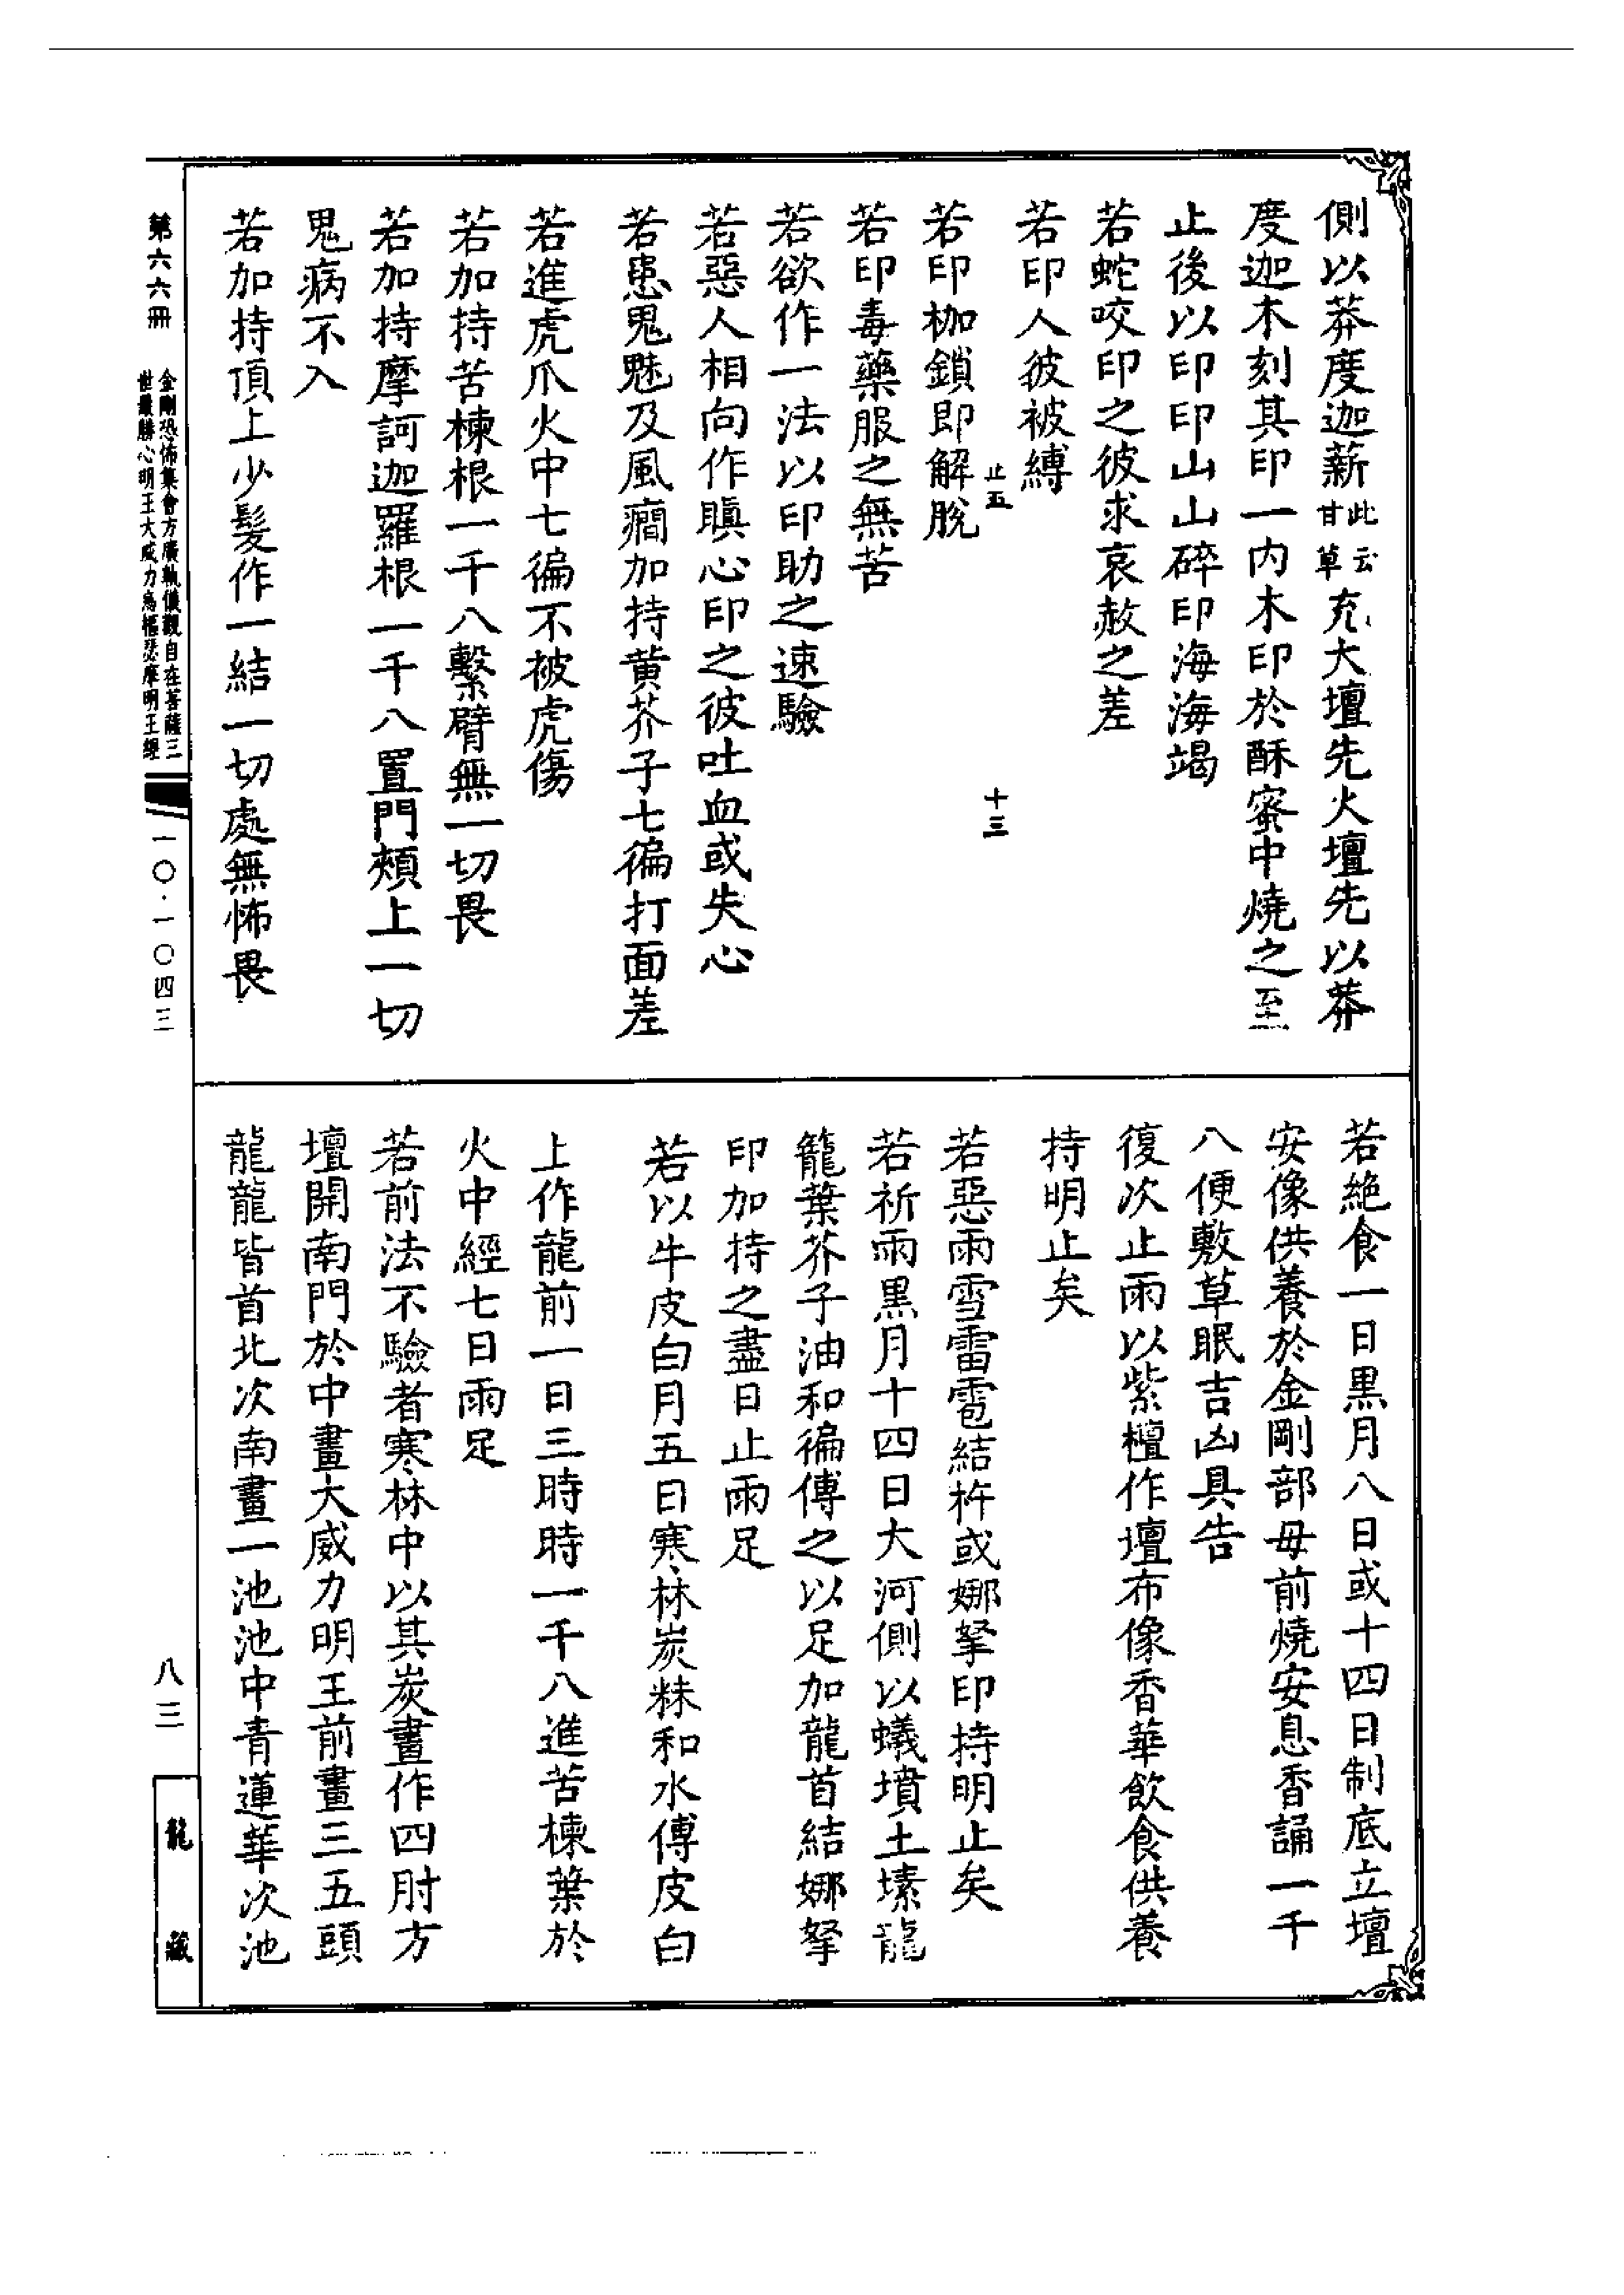 側以莽度迦薪此云甘草充大壇先火壇先以莽
度迦木刻其印一内木印於酥蜜中燒之至
止後以印印山山碎印海海竭
若蛇咬印之彼求哀赦之差
若印人彼被縛
止五
十三
若印枷鎖即解脫
若印毒藥服之無苦
若欲作一法以印助之速驗
若惡人相向作瞋心印之彼吐血或失心
若患鬼魅及風癎加持黃芥子七徧打面差
若進虎爪火中七徧不被虎傷
若加持苦楝根一千八繫臂無一切畏
若加持摩訶迦羅根一千八置門頰上一切
鬼病不入
若加持頂上少髮作一結一切處無怖畏
若絕食一日黑月八日或十四日制底立壇
安像供養於金剛部母前燒安息香誦一千
八便敷草眠吉凶具告
復次止雨以紫檀作壇布像香華飲食供養
持明止矣
若惡雨雪雷雹結杵或娜拏印持明止矣
若祈雨黑月十四日大河側以蟻墳土塐龍
籠葉芥子油和徧傅之以足加龍首結娜拏
印加持之盡日止雨足
若以牛皮白月五日寒林炭粖和水傅皮白
上作龍前一日三時時一千八進苦楝葉於
火中經七日雨足
若前法不驗者寒林中以其炭畫作四肘方
壇開南門於中畫大威力明王前畫三五頭
龍龍皆首北次南畫一池池中青蓮華次池
第六六冊
金剛恐怖集會方廣軌儀觀自在菩薩三
世最勝心明王大威力烏樞瑟摩明王經
一〇·一〇四三
八三
龍藏